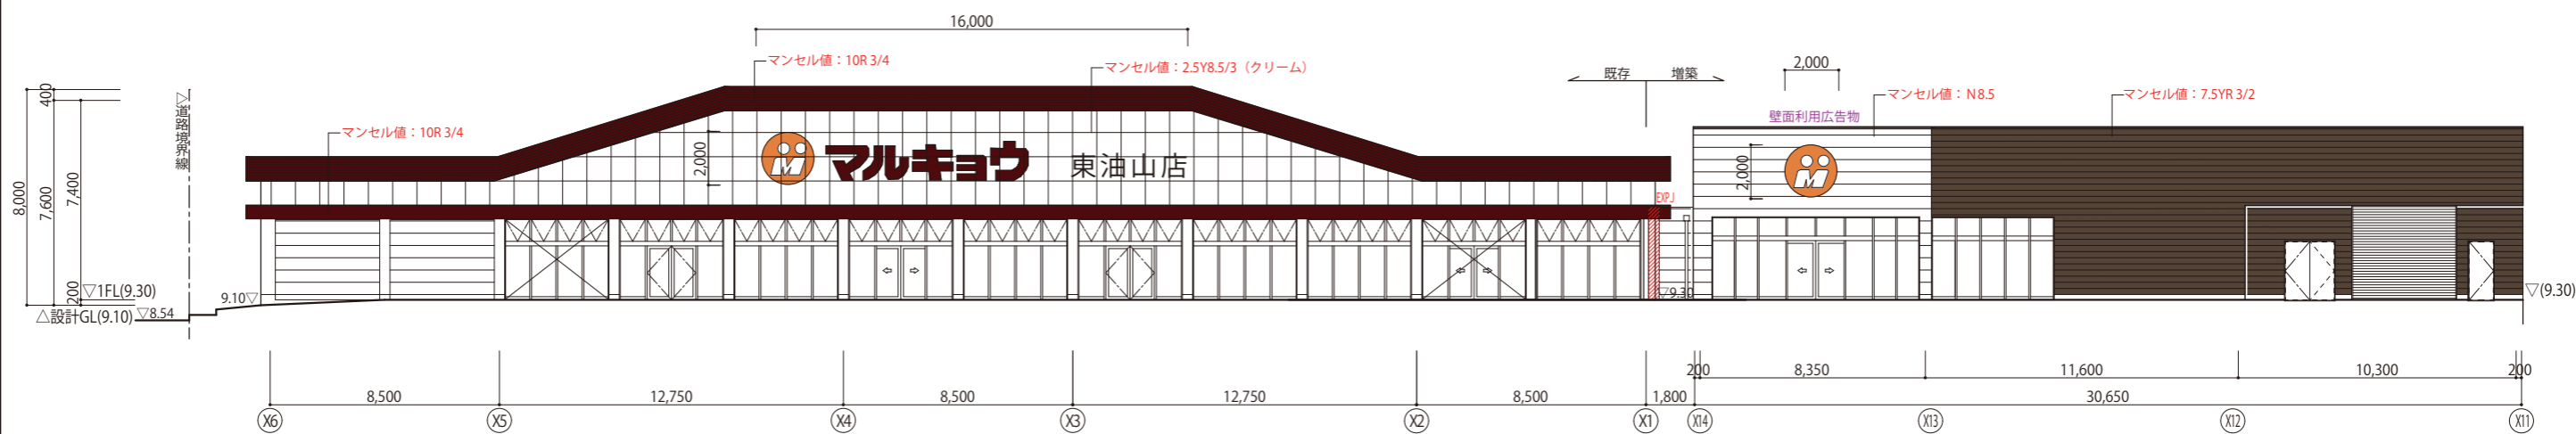 16,000
マンセル値：10R 3/4
マンセル値：2.5Y8.5/3（クリーム）
既存 増築
2,000
マンセル値：N8.5
マンセル値：7.5YR 3/2
壁面利用広告物
▽道路境界線
マンセル値：10R 3/4
400
8,000
7,600
7,400
200
2,000
マルキョウ 東油山店
2,000
EXP.J
▽1FL(9.30)
9.10▽
△設計GL(9.10)
▽8.54
▽9.30
▽(9.30)
200 8,350 11,600 10,300 200
8,500 12,750 8,500 12,750 8,500 1,800 30,650
X6 X5 X4 X3 X2 X1 X14 X13 X12 X11